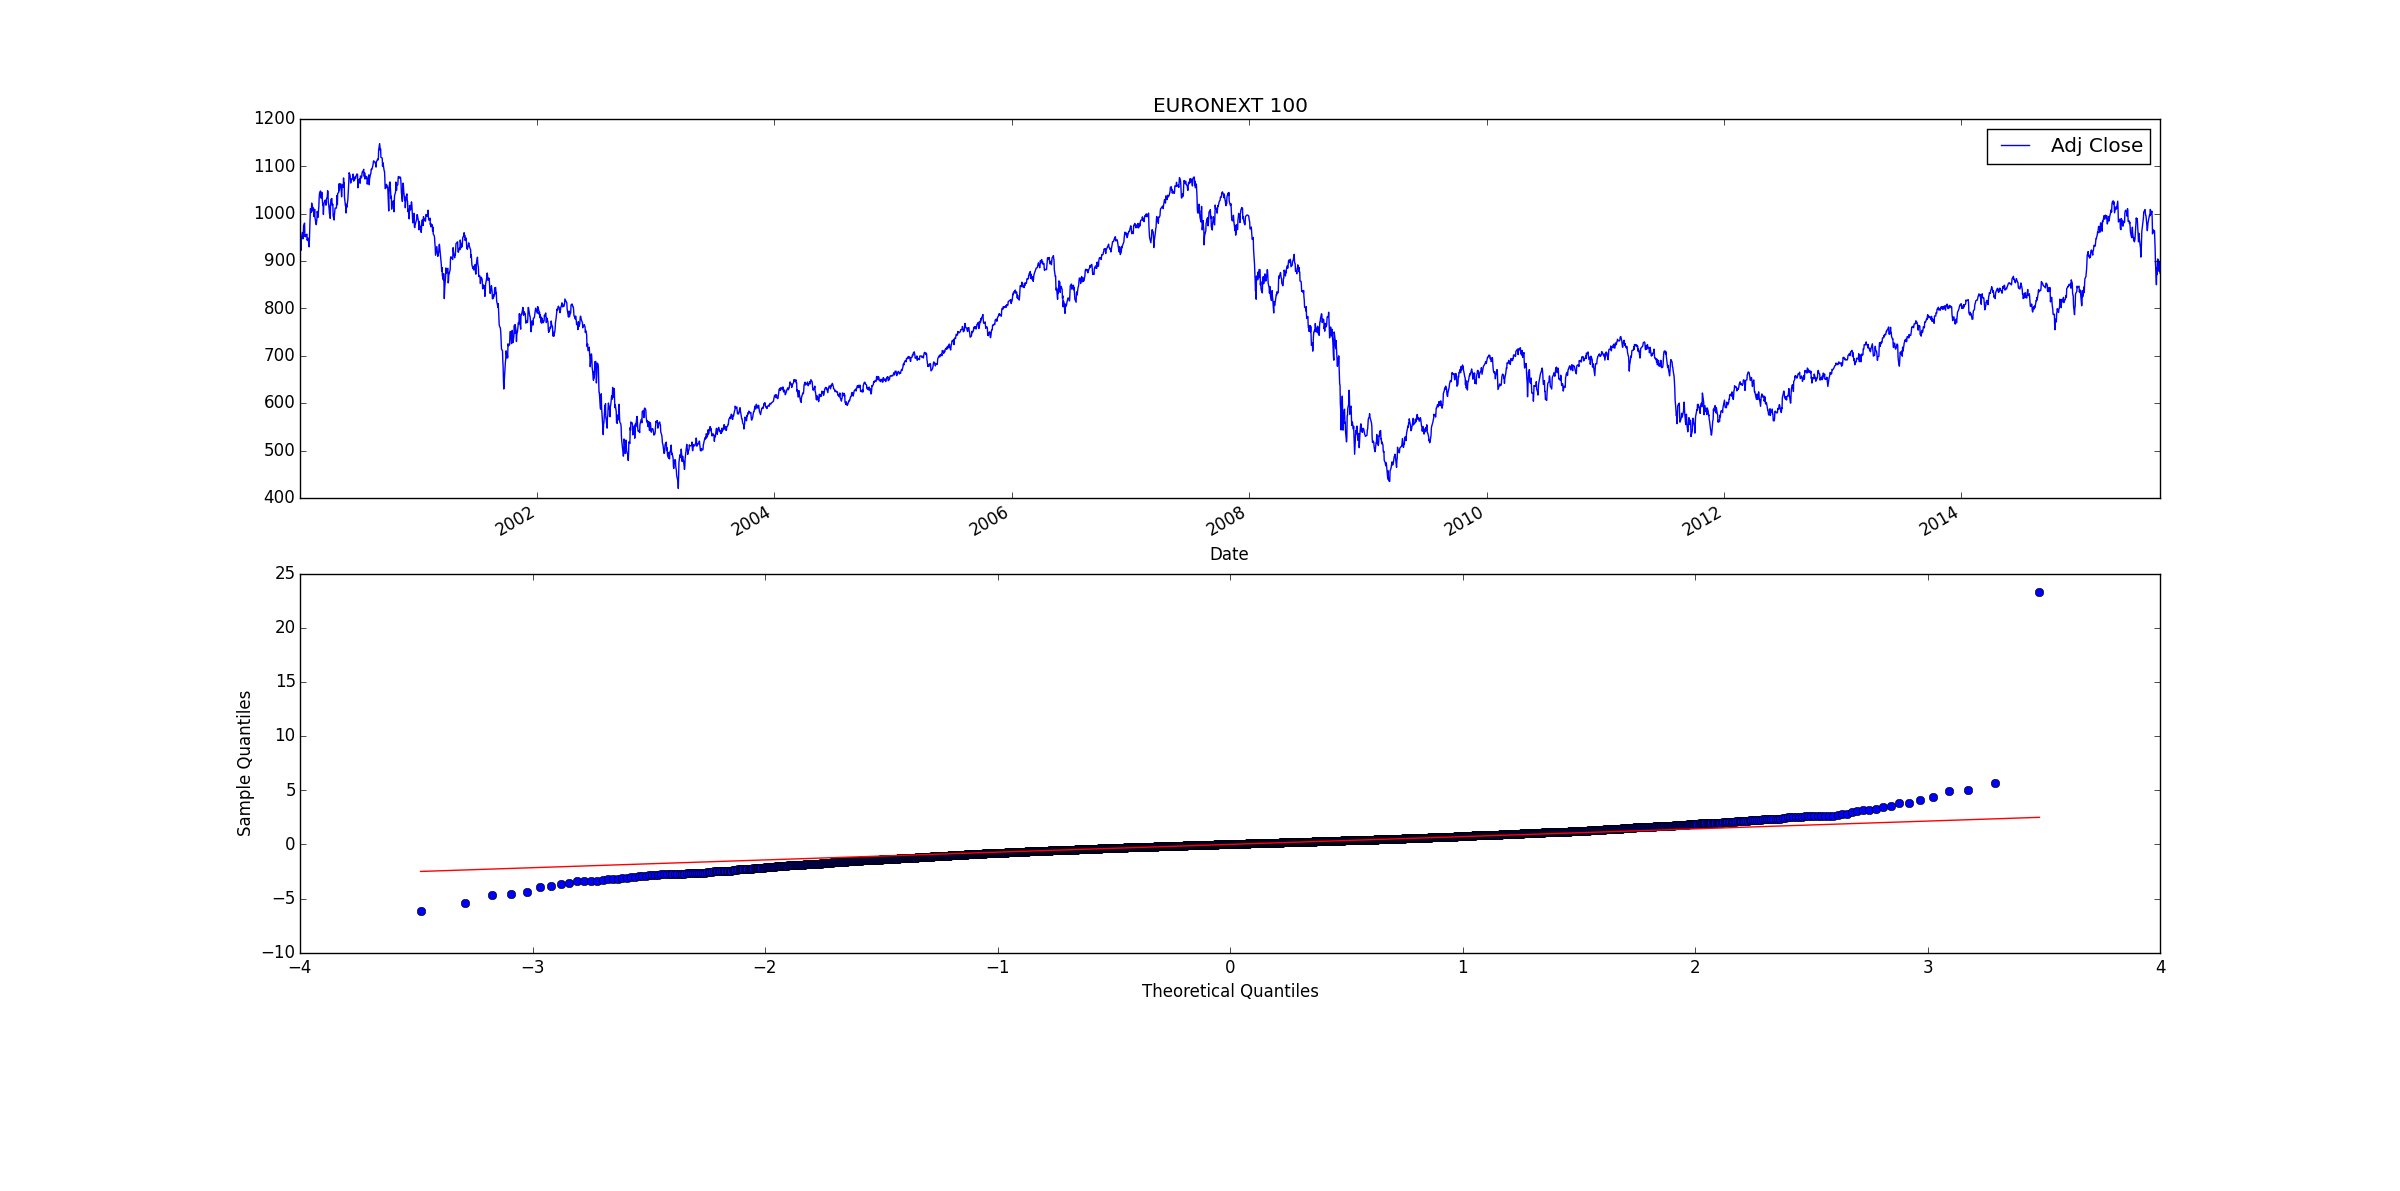 EURONEXT 100
1200
1100
1000
900
800
700
600
500
400
Adj Close
2002 2004 2006 2008 2010 2012 2014
Date
25
20
15
10
5
0
−5
−10
Sample Quantiles
−4 −3 −2 −1 0 1 2 3 4
Theoretical Quantiles